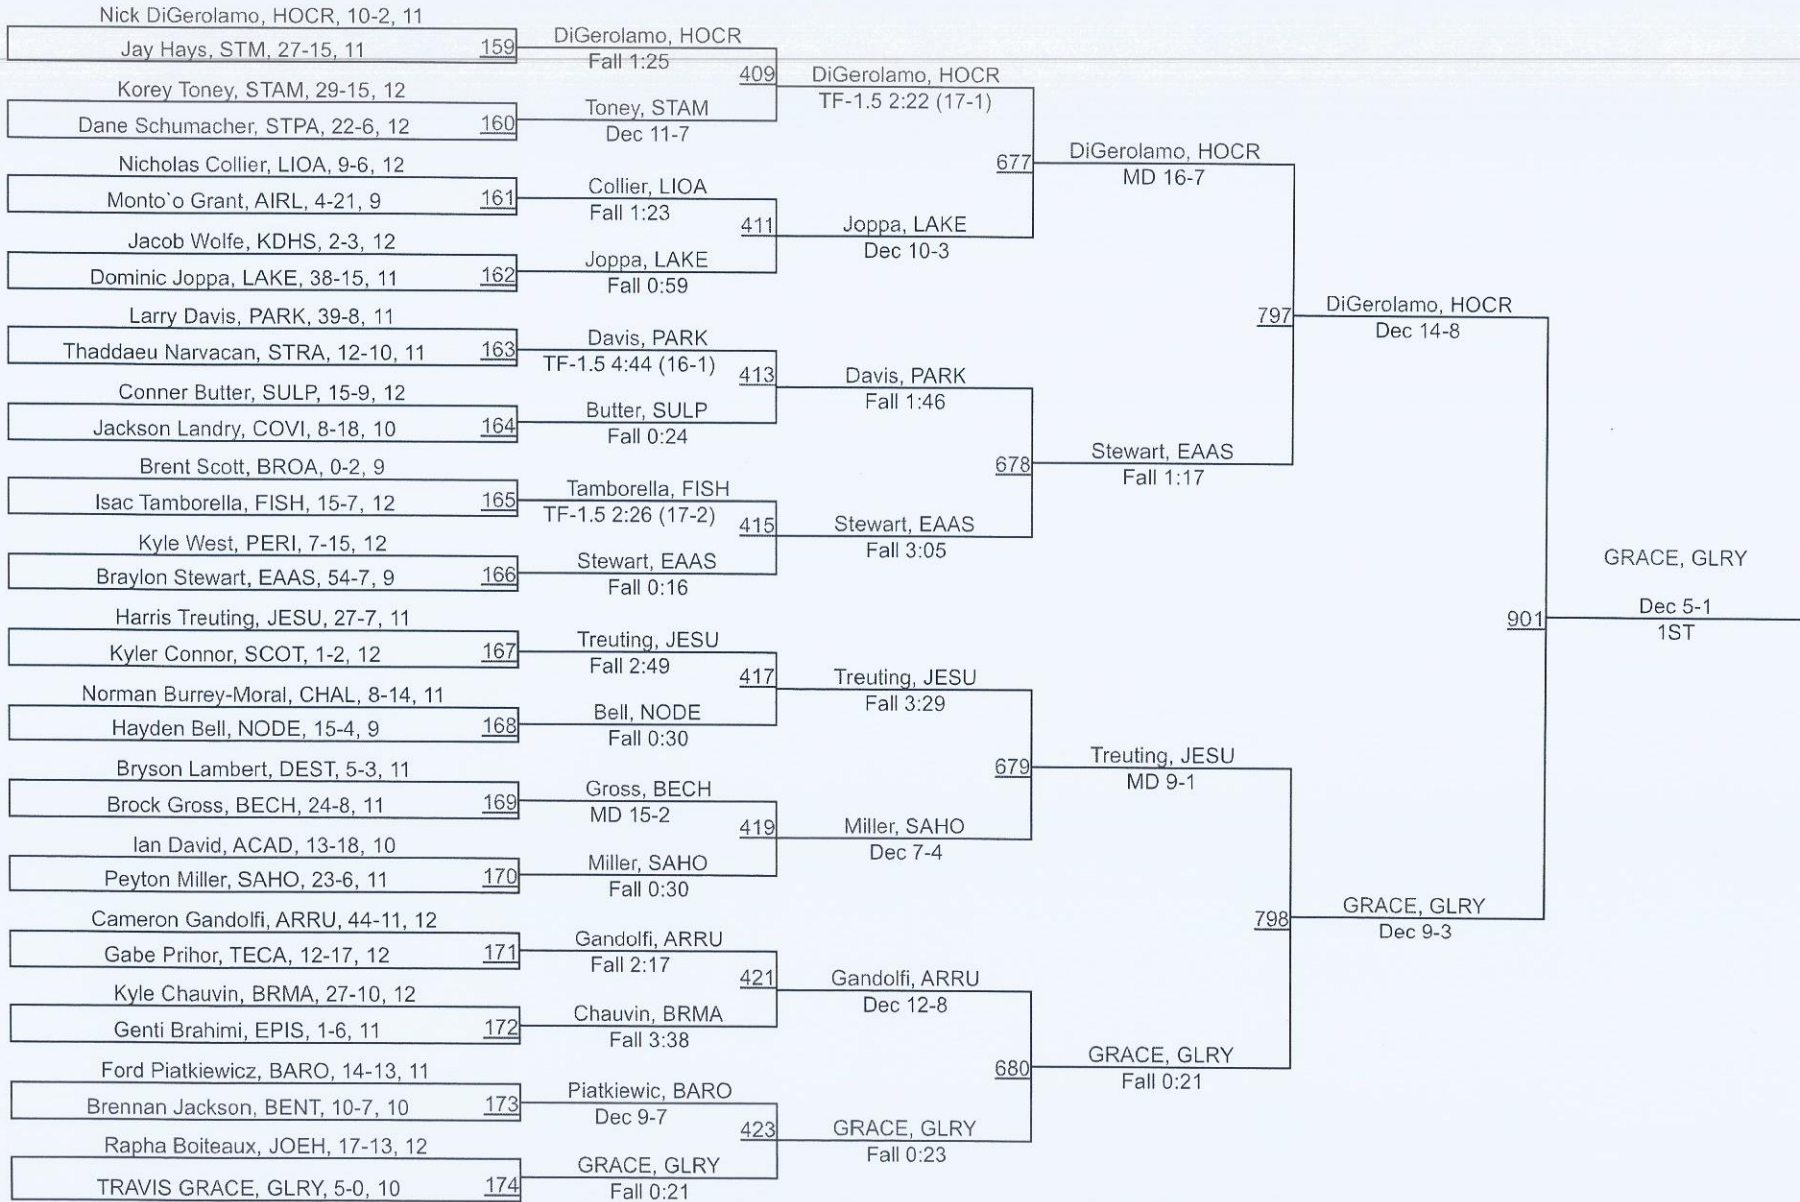 Nick DiGerolamo, HOCR, 10-2, 11
Jay Hays, STM, 27-15, 11
159
Korey Toney, STAM, 29-15, 12
Dane Schumacher, STPA, 22-6, 12
160
Nicholas Collier, LIOA, 9-6, 12
Monto`o Grant, AIRL, 4-21, 9
161
Jacob Wolfe, KDHS, 2-3, 12
Dominic Joppa, LAKE, 38-15, 11
162
Larry Davis, PARK, 39-8, 11
Thaddaeu Narvacan, STRA, 12-10, 11
163
Conner Butter, SULP, 15-9, 12
Jackson Landry, COVI, 8-18, 10
164
Brent Scott, BROA, 0-2, 9
Isac Tamborella, FISH, 15-7, 12
165
Kyle West, PERI, 7-15, 12
Braylon Stewart, EAAS, 54-7, 9
166
Harris Treuting, JESU, 27-7, 11
Kyler Connor, SCOT, 1-2, 12
167
Norman Burrey-Moral, CHAL, 8-14, 11
Hayden Bell, NODE, 15-4, 9
168
Bryson Lambert, DEST, 5-3, 11
Brock Gross, BECH, 24-8, 11
169
Ian David, ACAD, 13-18, 10
Peyton Miller, SAHO, 23-6, 11
170
Cameron Gandolfi, ARRU, 44-11, 12
Gabe Prihor, TECA, 12-17, 12
171
Kyle Chauvin, BRMA, 27-10, 12
Genti Brahimi, EPIS, 1-6, 11
172
Ford Piatkiewicz, BARO, 14-13, 11
Brennan Jackson, BENT, 10-7, 10
173
Rapha Boiteaux, JOEH, 17-13, 12
TRAVIS GRACE, GLRY, 5-0, 10
174
DiGerolamo, HOCR
Fall 1:25
409
Toney, STAM
Dec 11-7
Collier, LIOA
Fall 1:23
411
Joppa, LAKE
Fall 0:59
Davis, PARK
TF-1.5 4:44 (16-1)
413
Butter, SULP
Fall 0:24
Tamborella, FISH
TF-1.5 2:26 (17-2)
415
Stewart, EAAS
Fall 0:16
Treuting, JESU
Fall 2:49
417
Bell, NODE
Fall 0:30
Gross, BECH
MD 15-2
419
Miller, SAHO
Fall 0:30
Gandolfi, ARRU
Fall 2:17
421
Chauvin, BRMA
Fall 3:38
Piatkiewic, BARO
Dec 9-7
423
GRACE, GLRY
Fall 0:21
DiGerolamo, HOCR
TF-1.5 2:22 (17-1)
677
Joppa, LAKE
Dec 10-3
Davis, PARK
Fall 1:46
678
Stewart, EAAS
Fall 3:05
Treuting, JESU
Fall 3:29
679
Miller, SAHO
Dec 7-4
Gandolfi, ARRU
Dec 12-8
680
GRACE, GLRY
Fall 0:23
DiGerolamo, HOCR
MD 16-7
797
Stewart, EAAS
Fall 1:17
Treuting, JESU
MD 9-1
798
GRACE, GLRY
Fall 0:21
DiGerolamo, HOCR
Dec 14-8
901
GRACE, GLRY
Dec 9-3
GRACE, GLRY
Dec 5-1
1ST